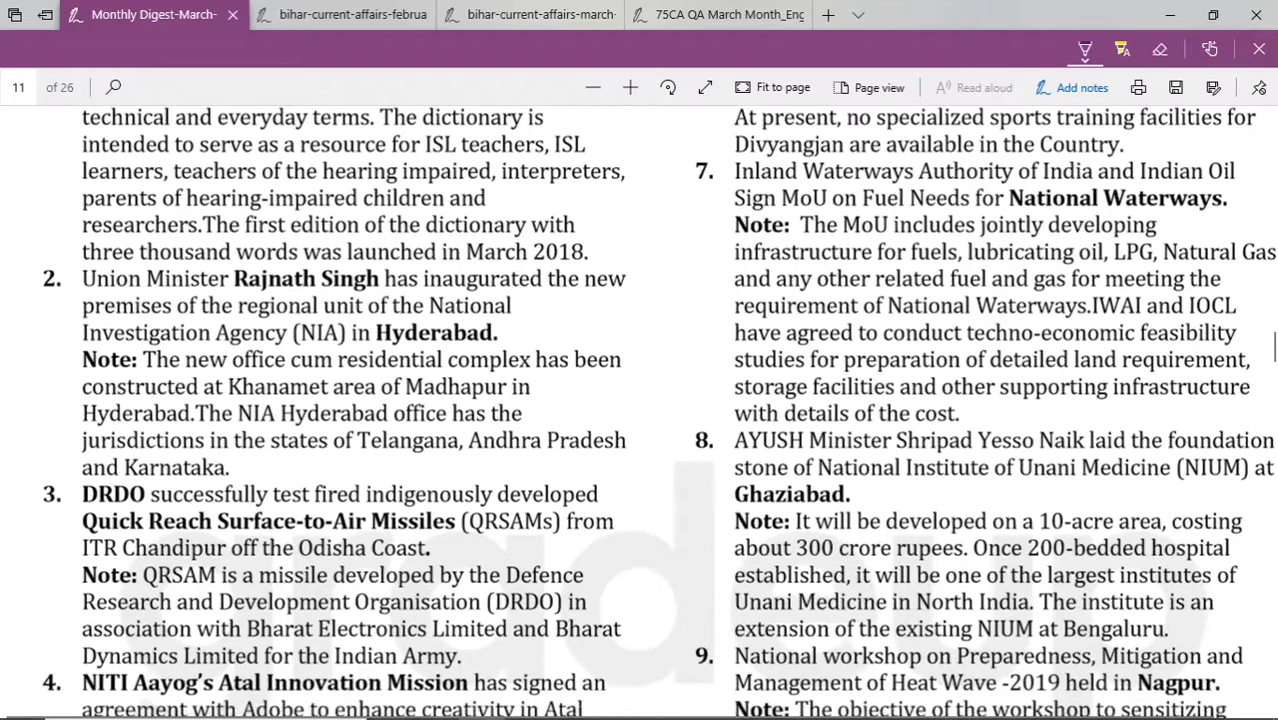 Monthly Digest-March-
bihar-current-affairs-februa
bihar-current-affairs-march-
75CA QA March Month_Eng
11 of 26
Fit to page
Page view
Read aloud
Add notes
technical and everyday terms. The dictionary is
intended to serve as a resource for ISL teachers, ISL
learners, teachers of the hearing impaired, interpreters,
parents of hearing-impaired children and
researchers.The first edition of the dictionary with
three thousand words was launched in March 2018.
2. Union Minister Rajnath Singh has inaugurated the new
premises of the regional unit of the National
Investigation Agency (NIA) in Hyderabad.
Note: The new office cum residential complex has been
constructed at Khanamet area of Madhapur in
Hyderabad.The NIA Hyderabad office has the
jurisdictions in the states of Telangana, Andhra Pradesh
and Karnataka.
3. DRDO successfully test fired indigenously developed
Quick Reach Surface-to-Air Missiles (QRSAMs) from
ITR Chandipur off the Odisha Coast.
Note: QRSAM is a missile developed by the Defence
Research and Development Organisation (DRDO) in
association with Bharat Electronics Limited and Bharat
Dynamics Limited for the Indian Army.
4. NITI Aayog's Atal Innovation Mission has signed an
agreement with Adobe to enhance creativity in Atal
At present, no specialized sports training facilities for
Divyangjan are available in the Country.
7. Inland Waterways Authority of India and Indian Oil
Sign MoU on Fuel Needs for National Waterways.
Note: The MoU includes jointly developing
infrastructure for fuels, lubricating oil, LPG, Natural Gas
and any other related fuel and gas for meeting the
requirement of National Waterways.IWAI and IOCL
have agreed to conduct techno-economic feasibility
studies for preparation of detailed land requirement,
storage facilities and other supporting infrastructure
with details of the cost.
8. AYUSH Minister Shripad Yesso Naik laid the foundation
stone of National Institute of Unani Medicine (NIUM) at
Ghaziabad.
Note: It will be developed on a 10-acre area, costing
about 300 crore rupees. Once 200-bedded hospital
established, it will be one of the largest institutes of
Unani Medicine in North India. The institute is an
extension of the existing NIUM at Bengaluru.
9. National workshop on Preparedness, Mitigation and
Management of Heat Wave -2019 held in Nagpur.
Note: The objective of the workshop to sensitizing
gradeup